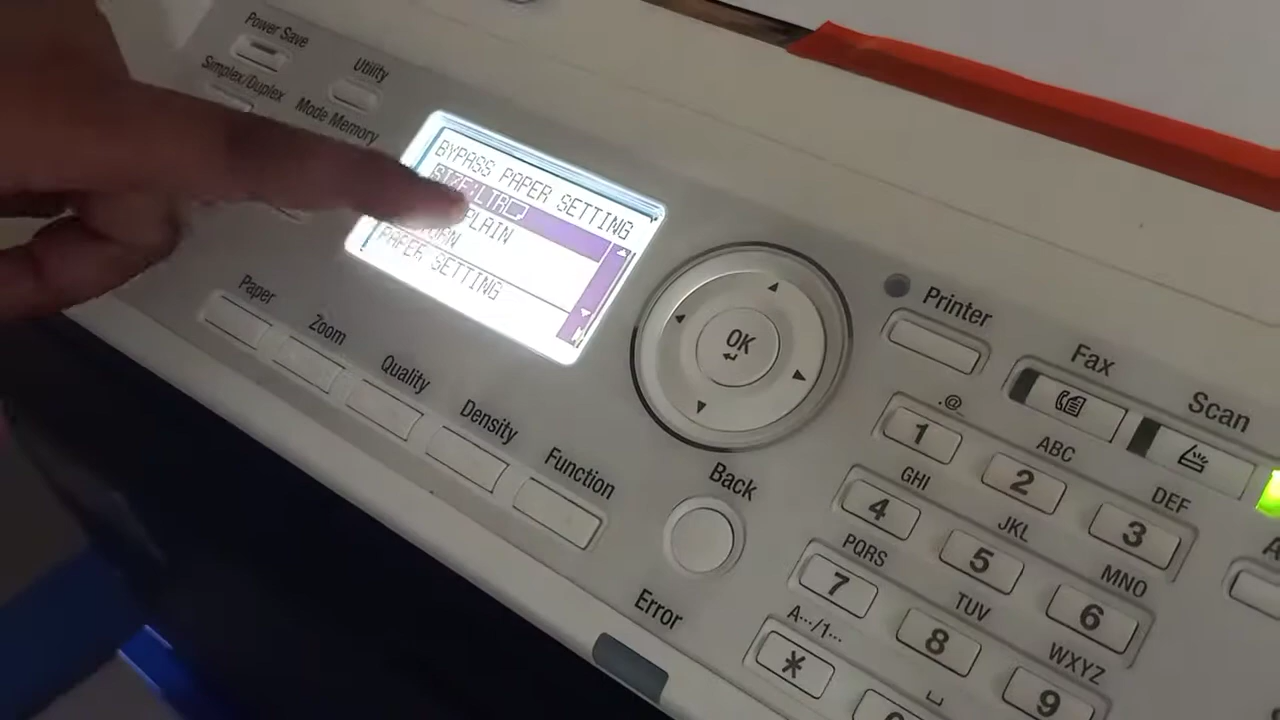 Power Save
Utility
Simplex/Duplex
Mode Memory
BYPASS PAPER SETTING
SIZE:LTR
PLAIN
PAPER SETTING
Paper
Zoom
Quality
Density
Function
OK
Back
Error
Printer
Fax
Scan
.@_
1
ABC
2
DEF
3
GHI
4
JKL
5
MNO
6
PQRS
7
TUV
8
WXYZ
9
A···/1···
*